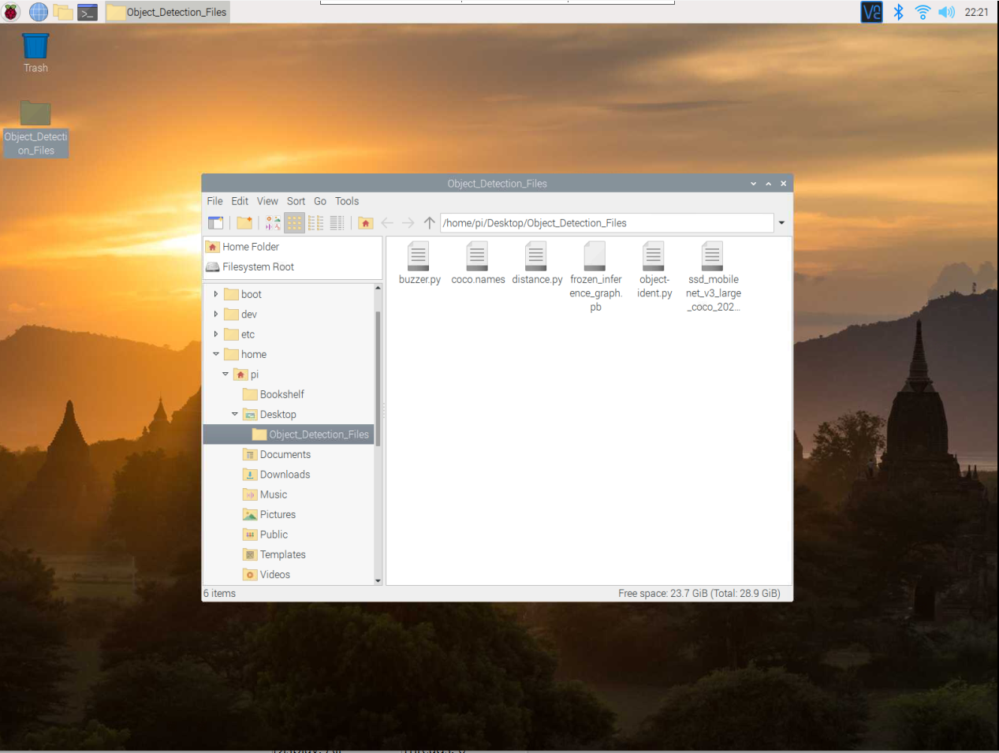 Object_Detection_Files
22:21
Trash
Object_Detecti
on_Files
Object_Detection_Files
File Edit View Sort Go Tools
/home/pi/Desktop/Object_Detection_Files
Home Folder
Filesystem Root
boot
dev
etc
home
pi
Bookshelf
Desktop
Object_Detection_Files
Documents
Downloads
Music
Pictures
Public
Templates
Videos
buzzer.py
coco.names
distance.py
frozen_infer
ence_graph.
pb
object-
ident.py
ssd_mobile
net_v3_large
_coco_202...
6 items
Free space: 23.7 GiB (Total: 28.9 GiB)